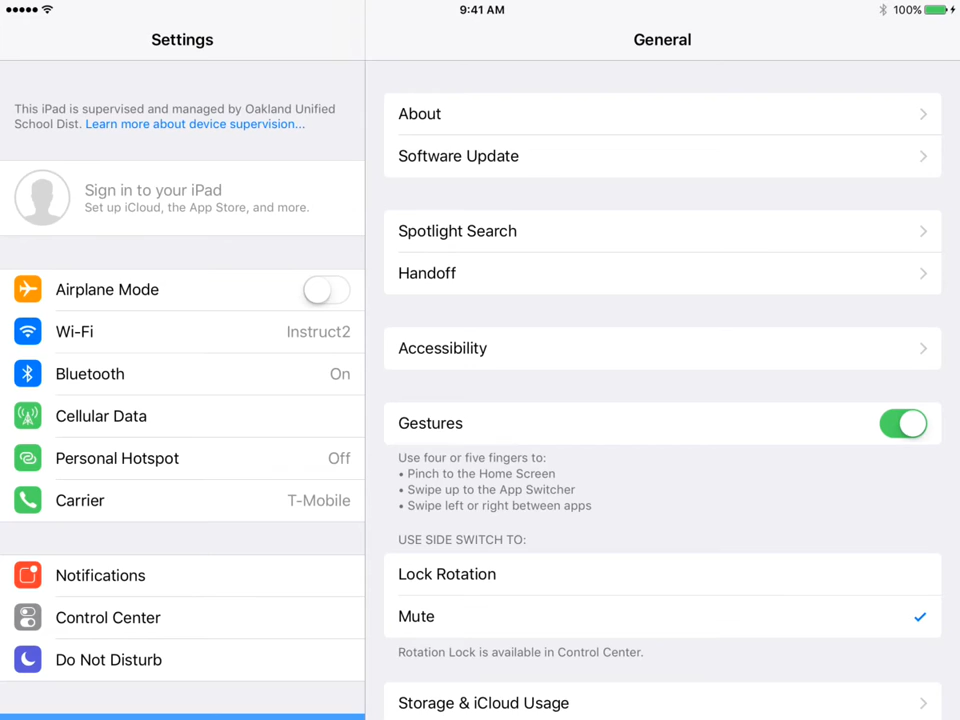 9:41 AM
100%
Settings
General
This iPad is supervised and managed by Oakland Unified
School Dist. Learn more about device supervision...
Sign in to your iPad
Set up iCloud, the App Store, and more.
Airplane Mode
Wi-Fi Instruct2
Bluetooth On
Cellular Data
Personal Hotspot Off
Carrier T-Mobile
Notifications
Control Center
Do Not Disturb
About
Software Update
Spotlight Search
Handoff
Accessibility
Gestures
Use four or five fingers to:
• Pinch to the Home Screen
• Swipe up to the App Switcher
• Swipe left or right between apps
USE SIDE SWITCH TO:
Lock Rotation
Mute
Rotation Lock is available in Control Center.
Storage & iCloud Usage